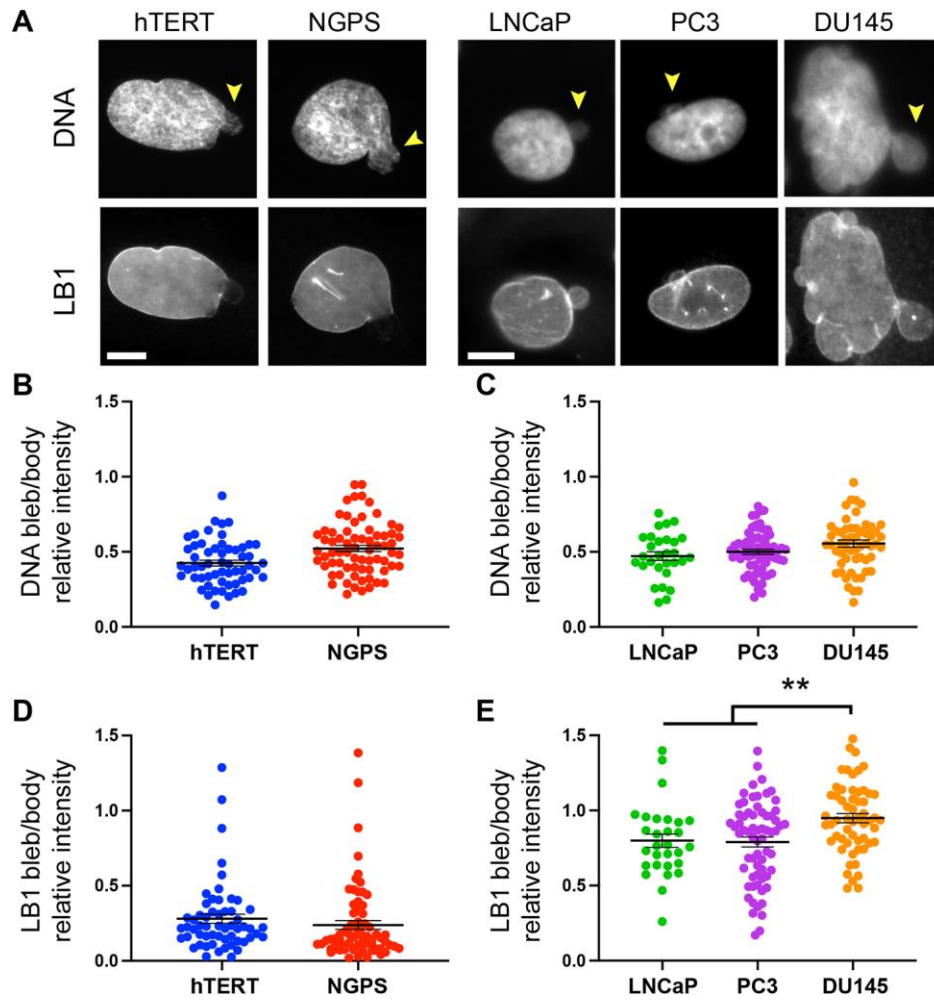 A
hTERT NGPS LNCaP PC3 DU145
DNA
LB1
B
DNA bleb/body
relative intensity
1.5
1.0
0.5
0.0
hTERT NGPS
C
DNA bleb/body
relative intensity
1.5
1.0
0.5
0.0
LNCaP PC3 DU145
D
LB1 bleb/body
relative intensity
1.5
1.0
0.5
0.0
hTERT NGPS
E
**
LB1 bleb/body
relative intensity
1.5
1.0
0.5
0.0
LNCaP PC3 DU145